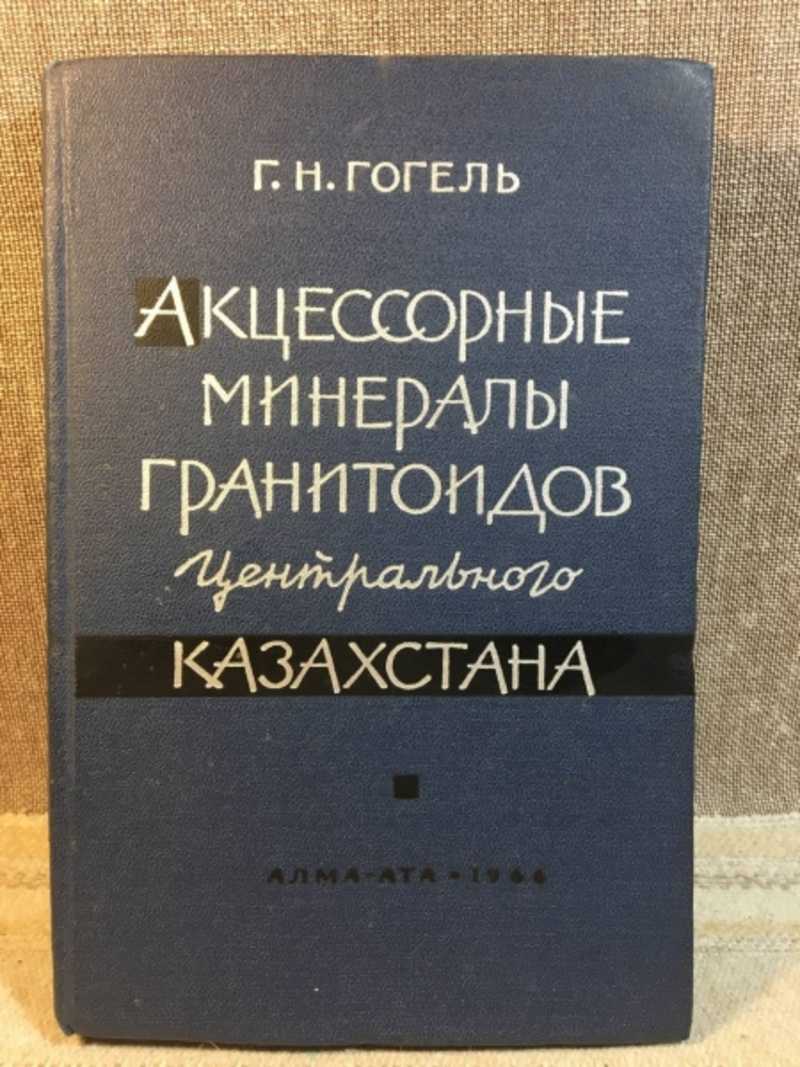 Г. Н. ГОГЕЛЬ
АКЦЕССОРНЫЕ
МИНЕРАЛЫ
ГРАНИТОИДОВ
Центрального
КАЗАХСТАНА
АЛМА-АТА • 1966